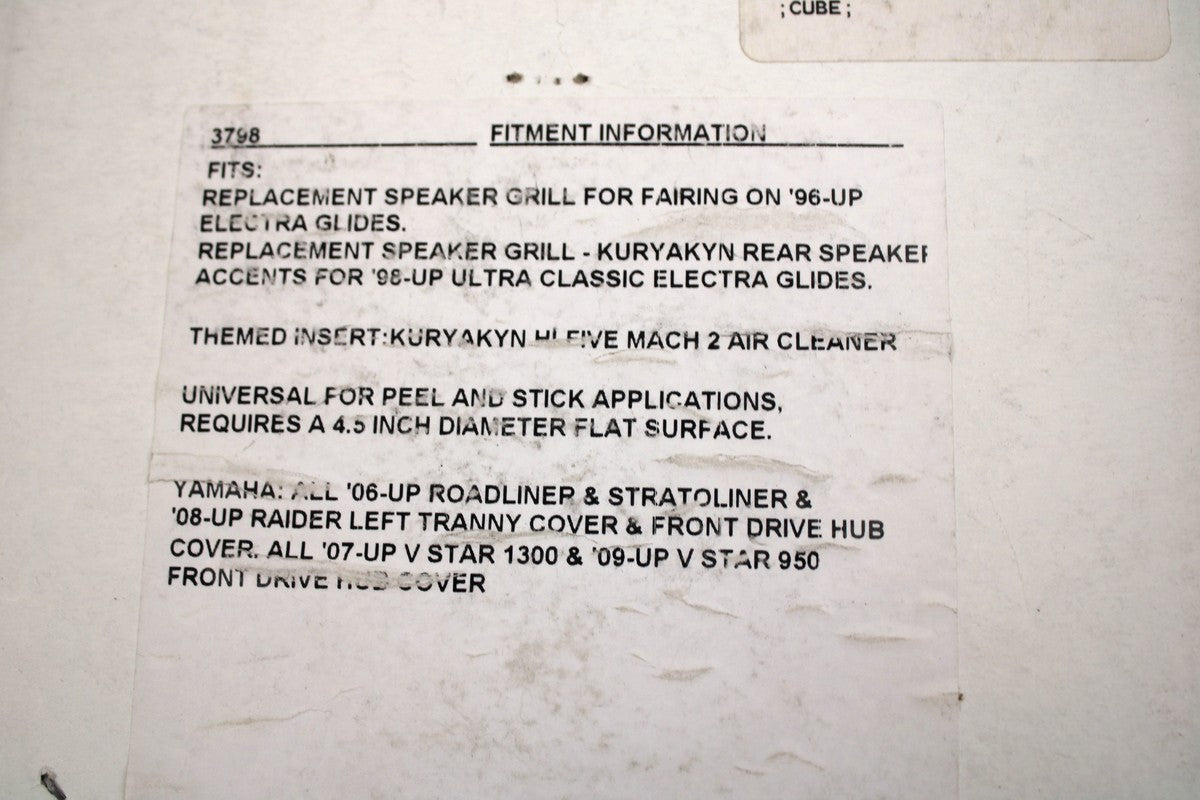 ; CUBE ;
3798 FITMENT INFORMATION
FITS:
REPLACEMENT SPEAKER GRILL FOR FAIRING ON '96-UP
ELECTRA GLIDES.
REPLACEMENT SPEAKER GRILL - KURYAKYN REAR SPEAKER
ACCENTS FOR '98-UP ULTRA CLASSIC ELECTRA GLIDES.
THEMED INSERT:KURYAKYN HI FIVE MACH 2 AIR CLEANER
UNIVERSAL FOR PEEL AND STICK APPLICATIONS,
REQUIRES A 4.5 INCH DIAMETER FLAT SURFACE.
YAMAHA: ALL '06-UP ROADLINER & STRATOLINER &
'08-UP RAIDER LEFT TRANNY COVER & FRONT DRIVE HUB
COVER. ALL '07-UP V STAR 1300 & '09-UP V STAR 950
FRONT DRIVE HUB COVER